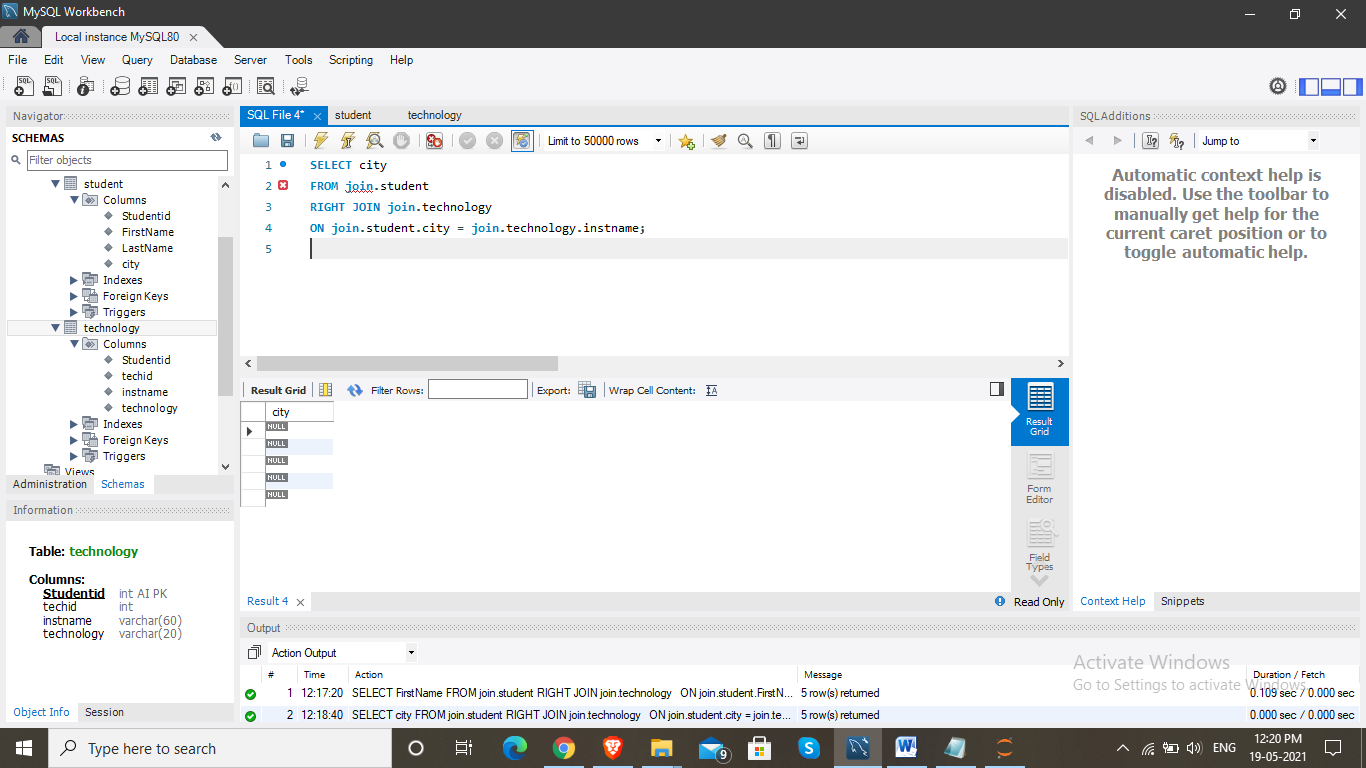 MySQL Workbench
Local instance MySQL80
File Edit View Query Database Server Tools Scripting Help
Navigator
SCHEMAS
Filter objects
student
Columns
Studentid
FirstName
LastName
city
Indexes
Foreign Keys
Triggers
technology
Columns
Studentid
techid
instname
technology
Indexes
Foreign Keys
Triggers
Views
Administration Schemas
Information
Table: technology
Columns:
Studentid int AI PK
techid int
instname varchar(60)
technology varchar(20)
Object Info Session
SQL File 4* student technology
Limit to 50000 rows
1 SELECT city
2 FROM join.student
3 RIGHT JOIN join.technology
4 ON join.student.city = join.technology.instname;
5
Result Grid Filter Rows: Export: Wrap Cell Content:
city
NULL
NULL
NULL
NULL
NULL
Result
Grid
Form
Editor
Field
Types
Result 4
Read Only
SQLAdditions
Jump to
Automatic context help is
disabled. Use the toolbar to
manually get help for the
current caret position or to
toggle automatic help.
Context Help Snippets
Output
Action Output
# Time Action Message Duration / Fetch
1 12:17:20 SELECT FirstName FROM join.student RIGHT JOIN join.technology ON join.student.FirstN... 5 row(s) returned 0.109 sec / 0.000 sec
2 12:18:40 SELECT city FROM join.student RIGHT JOIN join.technology ON join.student.city = join.te... 5 row(s) returned 0.000 sec / 0.000 sec
Activate Windows
Go to Settings to activate Windows.
Type here to search
9
ENG
12:20 PM
19-05-2021